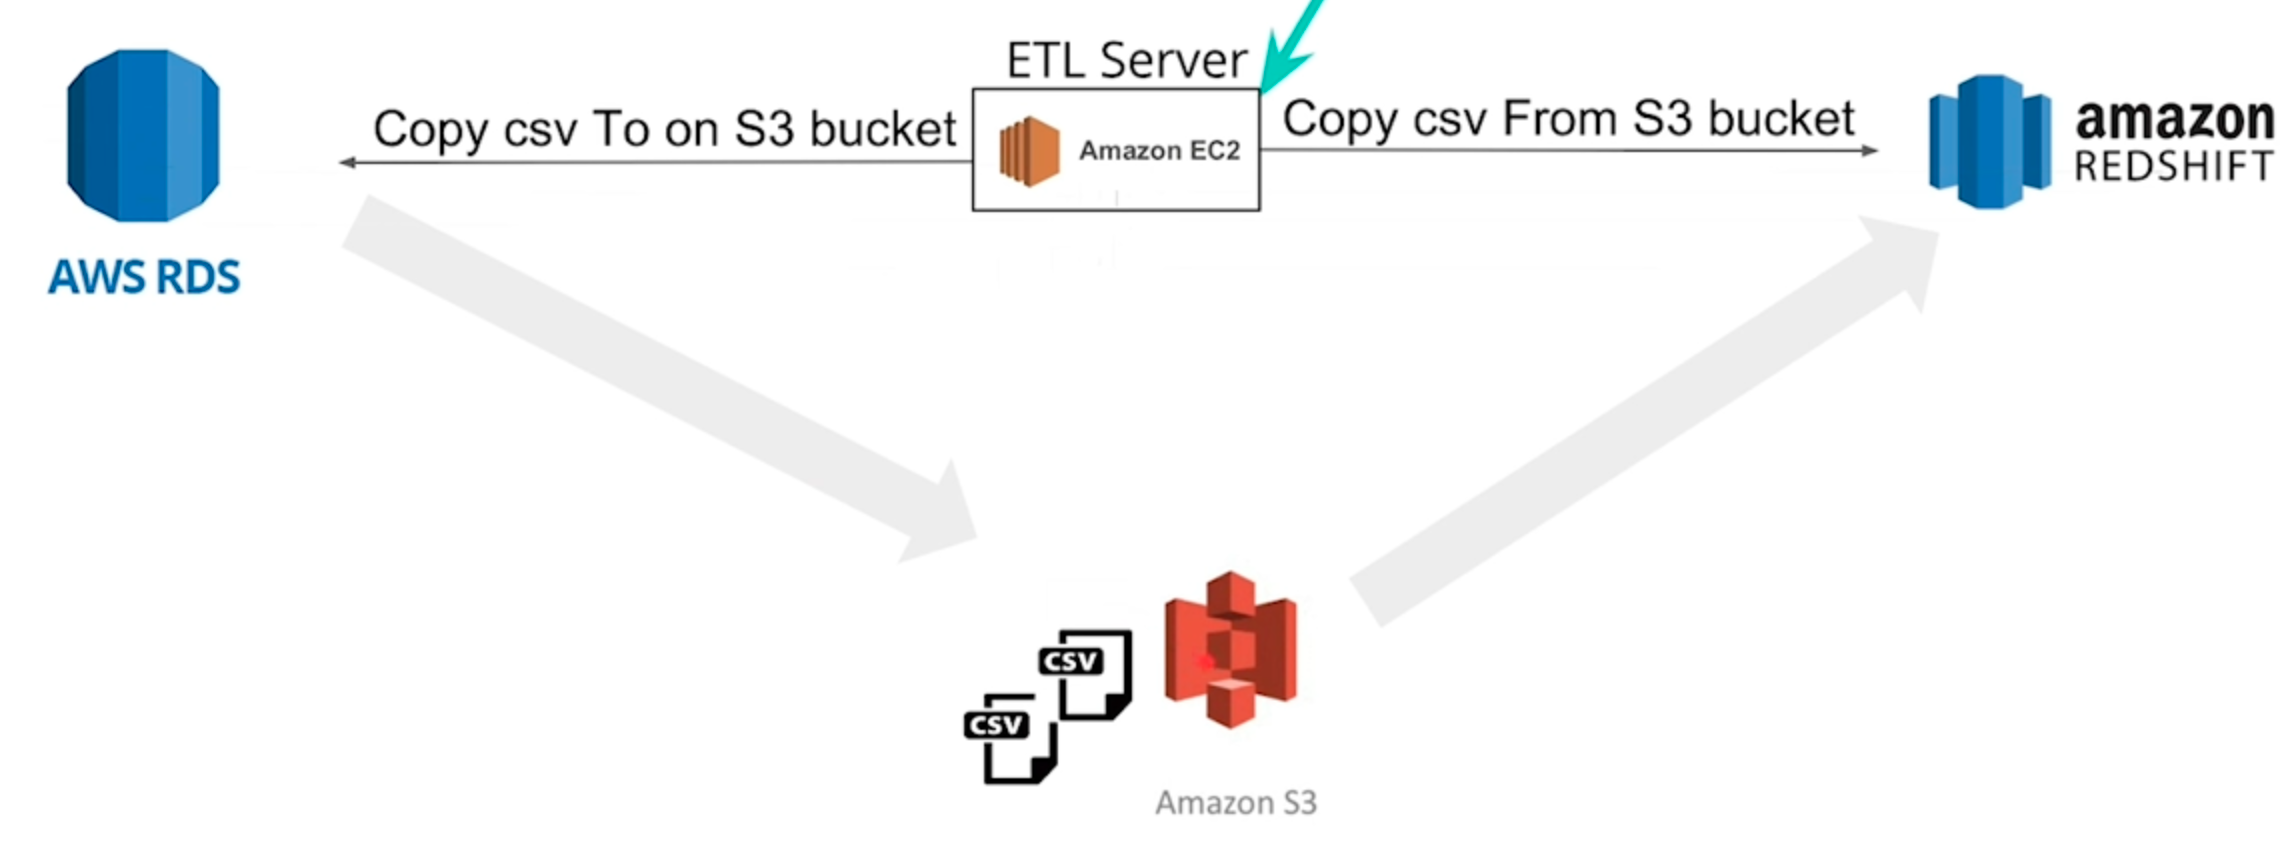 ETL Server
Copy csv To on S3 bucket
Amazon EC2
Copy csv From S3 bucket
amazon
REDSHIFT
AWS RDS
CSV
CSV
Amazon S3